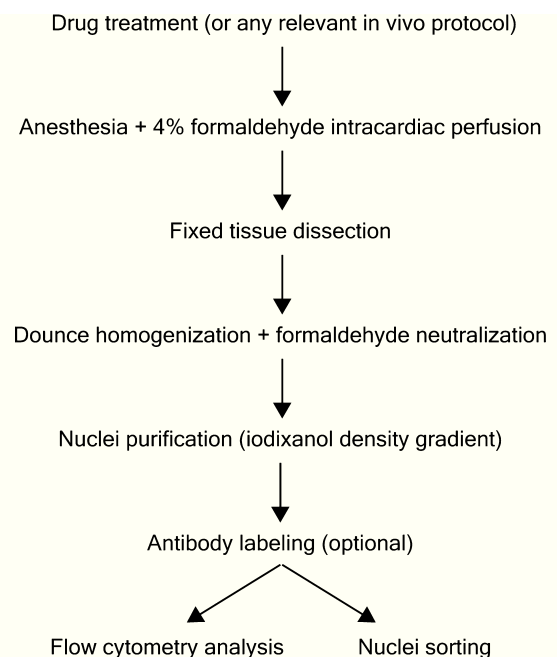 Drug treatment (or any relevant in vivo protocol)
Anesthesia + 4% formaldehyde intracardiac perfusion
Fixed tissue dissection
Dounce homogenization + formaldehyde neutralization
Nuclei purification (iodixanol density gradient)
Antibody labeling (optional)
Flow cytometry analysis
Nuclei sorting